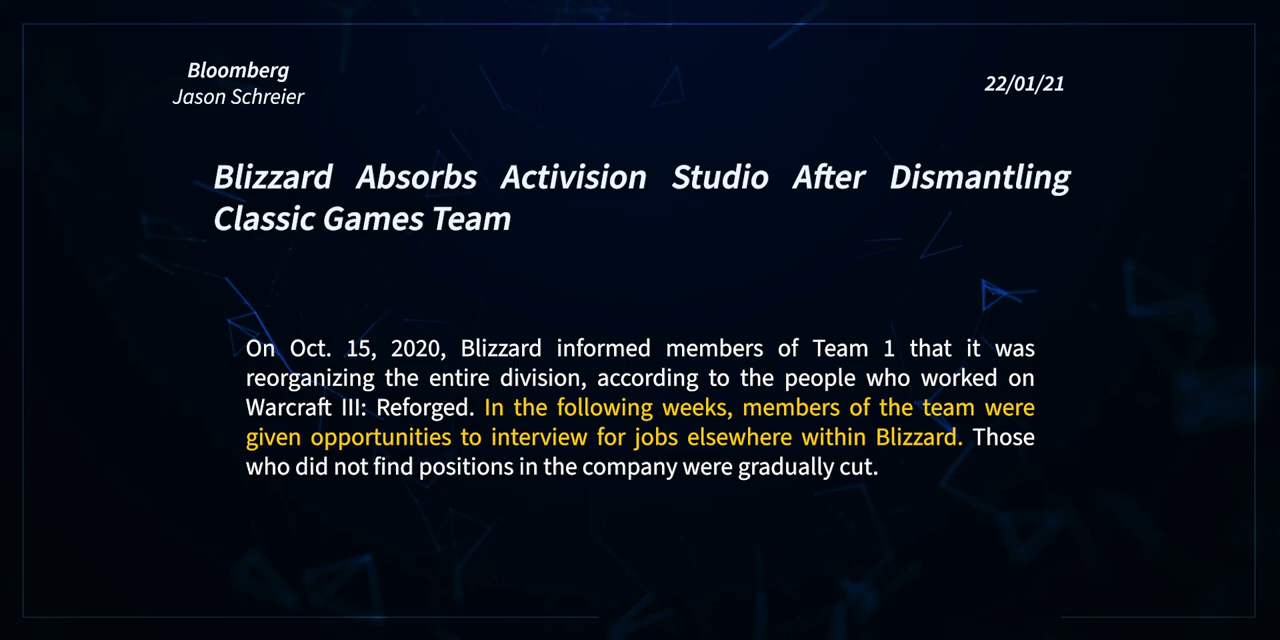 Bloomberg
Jason Schreier
22/01/21
Blizzard Absorbs Activision Studio After Dismantling
Classic Games Team
On Oct. 15, 2020, Blizzard informed members of Team 1 that it was
reorganizing the entire division, according to the people who worked on
Warcraft III: Reforged. In the following weeks, members of the team were
given opportunities to interview for jobs elsewhere within Blizzard. Those
who did not find positions in the company were gradually cut.